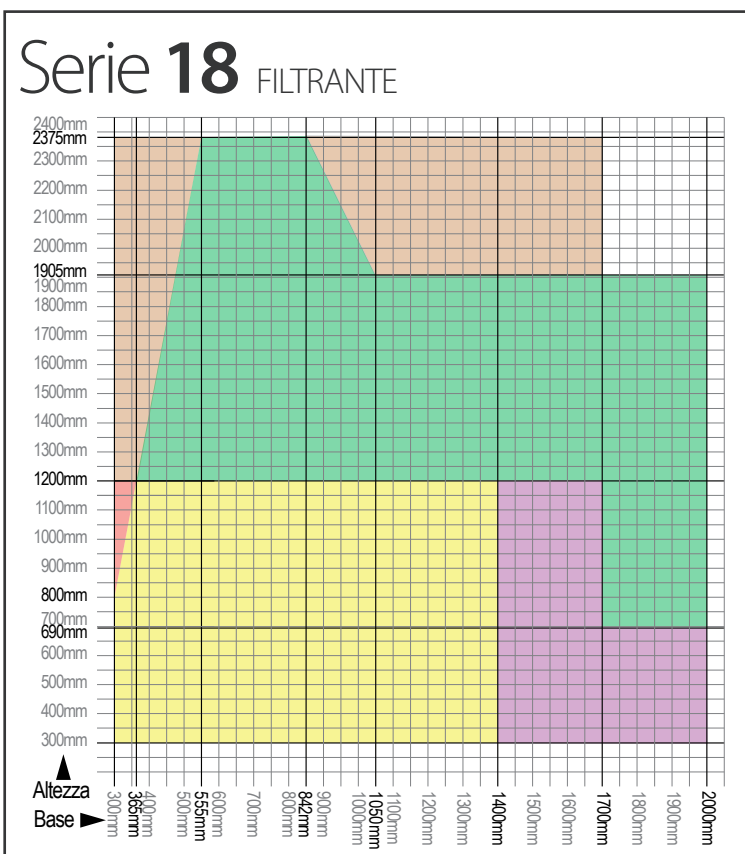 Serie 18 FILTRANTE
2400mm
2375mm
2300mm
2200mm
2100mm
2000mm
1905mm
1900mm
1800mm
1700mm
1600mm
1500mm
1400mm
1300mm
1200mm
1100mm
1000mm
900mm
800mm
700mm
690mm
600mm
500mm
400mm
300mm
Altezza
Base
300mm
365mm
400mm
500mm
555mm
600mm
700mm
800mm
842mm
900mm
1000mm
1050mm
1100mm
1200mm
1300mm
1400mm
1500mm
1600mm
1700mm
1800mm
1900mm
2000mm